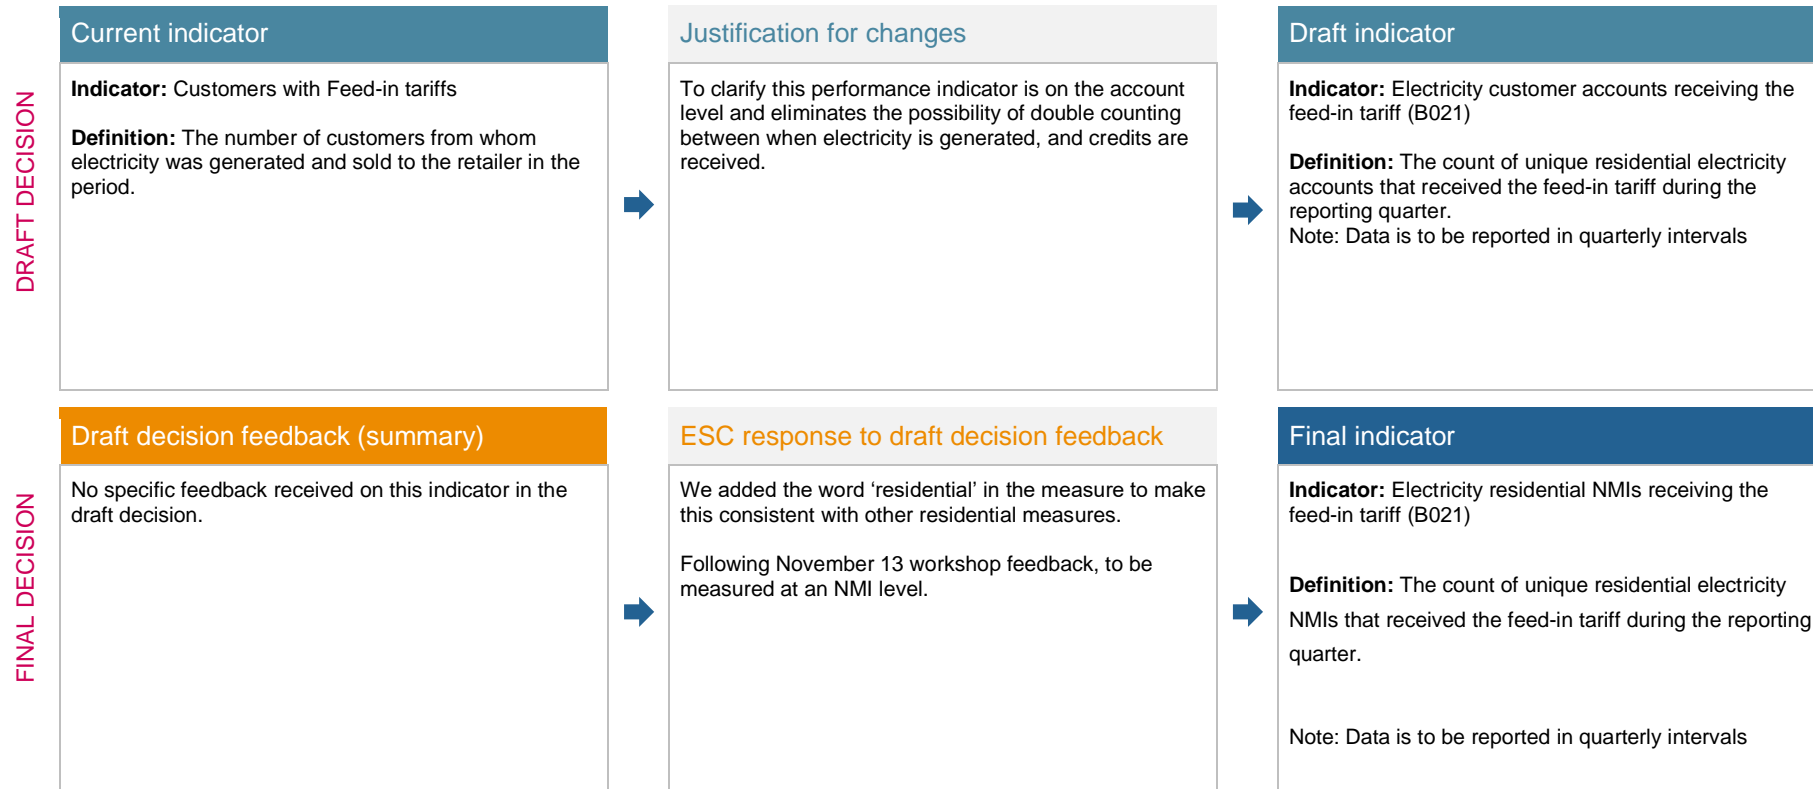 DRAFT DECISION
Current indicator
Indicator: Customers with Feed-in tariffs
Definition: The number of customers from whom
electricity was generated and sold to the retailer in the
period.
Justification for changes
To clarify this performance indicator is on the account
level and eliminates the possibility of double counting
between when electricity is generated, and credits are
received.
Draft indicator
Indicator: Electricity customer accounts receiving the
feed-in tariff (B021)
Definition: The count of unique residential electricity
accounts that received the feed-in tariff during the
reporting quarter.
Note: Data is to be reported in quarterly intervals
FINAL DECISION
Draft decision feedback (summary)
No specific feedback received on this indicator in the
draft decision.
ESC response to draft decision feedback
We added the word ‘residential’ in the measure to make
this consistent with other residential measures.
Following November 13 workshop feedback, to be
measured at an NMI level.
Final indicator
Indicator: Electricity residential NMIs receiving the
feed-in tariff (B021)
Definition: The count of unique residential electricity
NMIs that received the feed-in tariff during the reporting
quarter.
Note: Data is to be reported in quarterly intervals